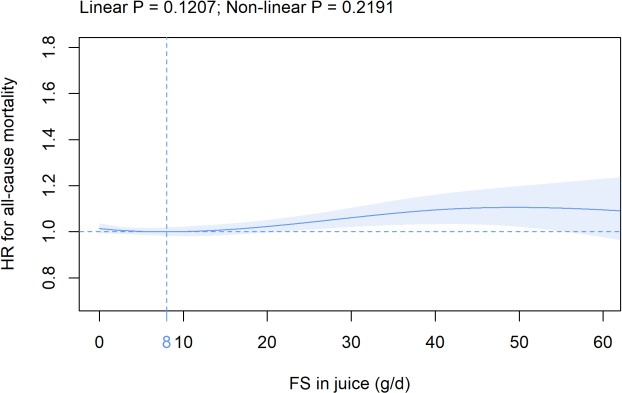 Linear P = 0.1207; Non-linear P = 0.2191
HR for all-cause mortality
1.8
1.6
1.4
1.2
1.0
0.8
0 8 10 20 30 40 50 60
FS in juice (g/d)